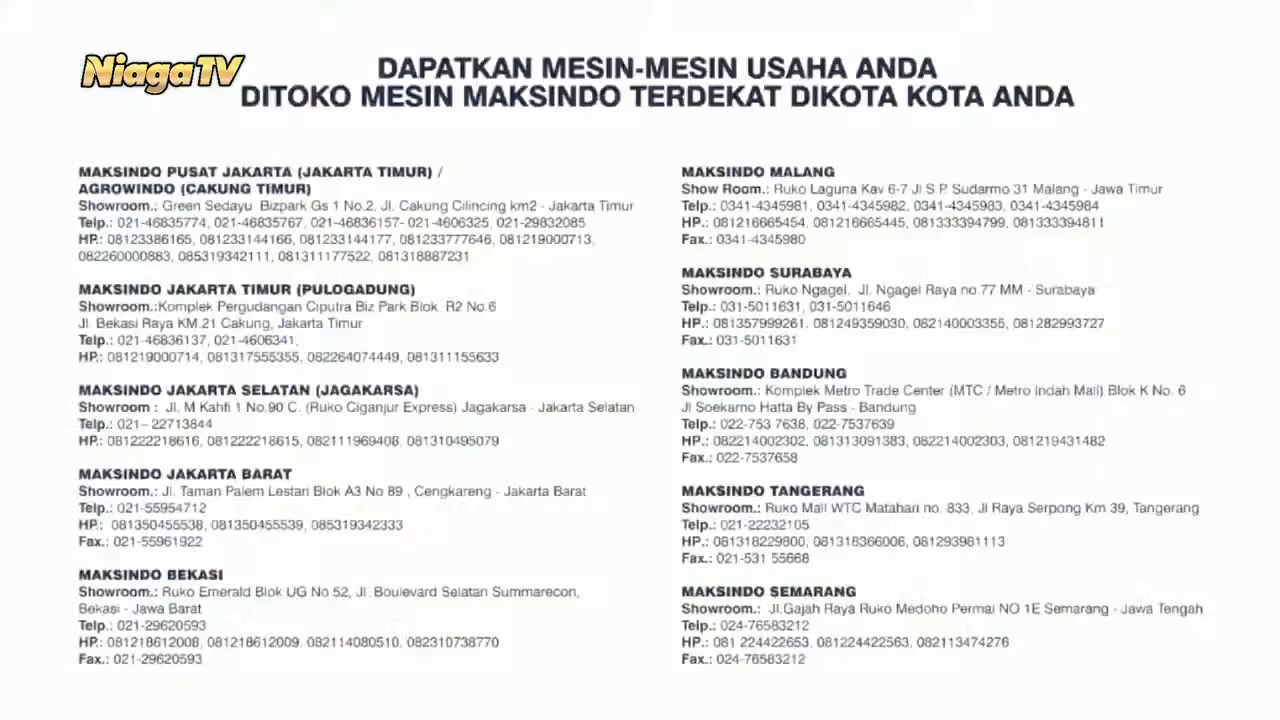 NiagaTV
DAPATKAN MESIN-MESIN USAHA ANDA
DITOKO MESIN MAKSINDO TERDEKAT DIKOTA KOTA ANDA
MAKSINDO PUSAT JAKARTA (JAKARTA TIMUR) /
AGROWINDO (CAKUNG TIMUR)
Showroom.: Green Sedayu Bizpark Gs 1 No.2, Jl. Cakung Cilincing km2 - Jakarta Timur
Telp.: 021-46835774, 021-46835767, 021-46836157- 021-4606325, 021-29832085
HP.: 08123386165, 081233144166, 081233144177, 081233777646, 081219000713,
082260000883, 085319342111, 081311177522, 081318887231
MAKSINDO JAKARTA TIMUR (PULOGADUNG)
Showroom.:Komplek Pergudangan Ciputra Biz Park Blok. R2 No.6
Jl. Bekasi Raya KM.21 Cakung, Jakarta Timur
Telp.: 021-46836137, 021-4606341,
HP.: 081219000714, 081317555355, 082264074449, 081311155633
MAKSINDO JAKARTA SELATAN (JAGAKARSA)
Showroom : Jl. M Kahfi 1 No.90 C. (Ruko Ciganjur Express) Jagakarsa - Jakarta Selatan
Telp.: 021– 22713844
HP.: 081222218616, 081222218615, 082111969408, 081310495079
MAKSINDO JAKARTA BARAT
Showroom.: Jl. Taman Palem Lestari Blok A3 No 89 , Cengkareng - Jakarta Barat
Telp.: 021-55954712
HP.: 081350455538, 081350455539, 085319342333
Fax.: 021-55961922
MAKSINDO BEKASI
Showroom.: Ruko Emerald Blok UG No 52, Jl. Boulevard Selatan Summarecon,
Bekasi - Jawa Barat
Telp.: 021-29620593
HP.: 081218612008, 081218612009, 082114080510, 082310738770
Fax.: 021-29620593
MAKSINDO MALANG
Show Room.: Ruko Laguna Kav 6-7 Jl S P. Sudarmo 31 Malang - Jawa Timur
Telp.: 0341-4345981, 0341-4345982, 0341-4345983, 0341-4345984
HP.: 081216665454, 081216665445, 081333394799, 081333394811
Fax.: 0341-4345980
MAKSINDO SURABAYA
Showroom.: Ruko Ngagel, Jl. Ngagel Raya no.77 MM - Surabaya
Telp.: 031-5011631, 031-5011646
HP.: 081357999261, 081249359030, 082140003355, 081282993727
Fax.: 031-5011631
MAKSINDO BANDUNG
Showroom.: Komplek Metro Trade Center (MTC / Metro Indah Mall) Blok K No. 6
Jl Soekarno Hatta By Pass - Bandung
Telp.: 022-753 7638, 022-7537639
HP.: 082214002302, 081313091383, 082214002303, 081219431482
Fax.: 022-7537658
MAKSINDO TANGERANG
Showroom.: Ruko Mall WTC Matahari no. 833, Jl Raya Serpong Km 39, Tangerang
Telp.: 021-22232105
HP.: 081318229800, 081318366006, 081293981113
Fax.: 021-531 55668
MAKSINDO SEMARANG
Showroom.: Jl.Gajah Raya Ruko Medoho Permai NO 1E Semarang - Jawa Tengah
Telp.: 024-76583212
HP.: 081 224422653, 081224422563, 082113474276
Fax.: 024-76583212